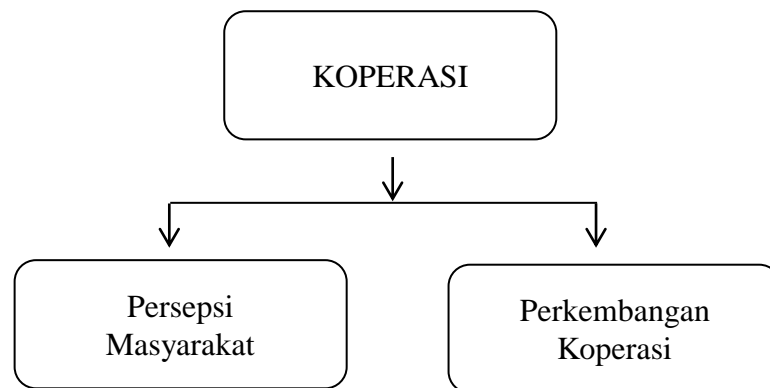 KOPERASI
Persepsi
Masyarakat
Perkembangan
Koperasi